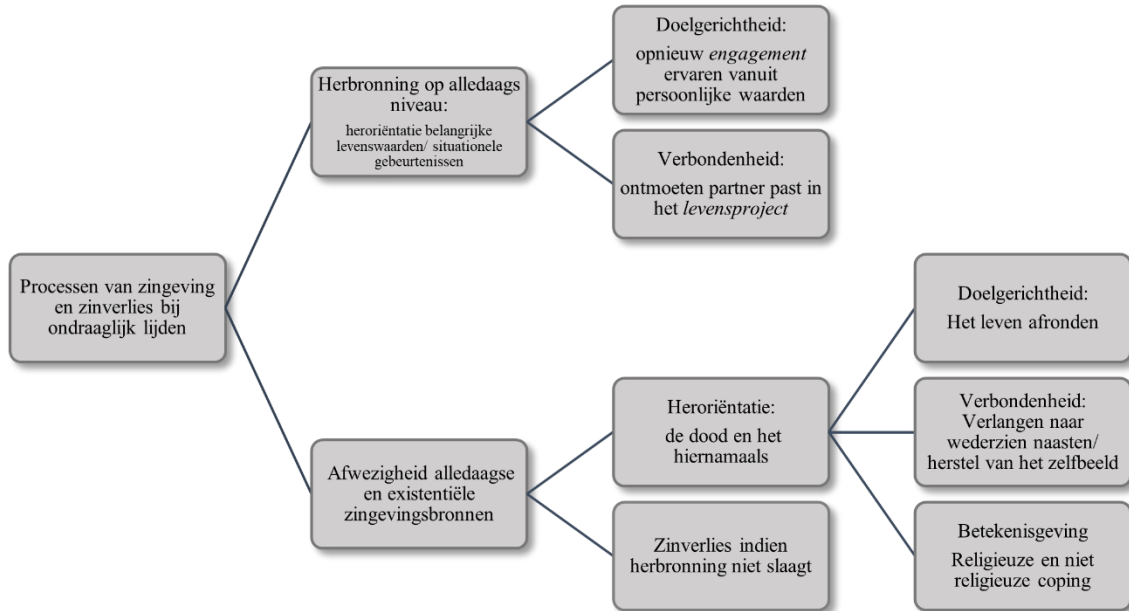 Doelgerichtheid:
opnieuw engagement
ervaren vanuit
persoonlijke waarden
Herbronning op alledaags
niveau:
heroriëntatie belangrijke
levenswaarden/ situationele
gebeurtenissen
Verbondenheid:
ontmoeten partner past in
het levensproject
Processen van zingeving
en zinverlies bij
ondraaglijk lijden
Doelgerichtheid:
Het leven afronden
Heroriëntatie:
de dood en het
hiernamaals
Verbondenheid:
Verlangen naar
wederzien naasten/
herstel van het zelfbeeld
Afwezigheid alledaagse
en existentiële
zingevingsbronnen
Zinverlies indien
herbronning niet slaagt
Betekenisgeving
Religieuze en niet
religieuze coping